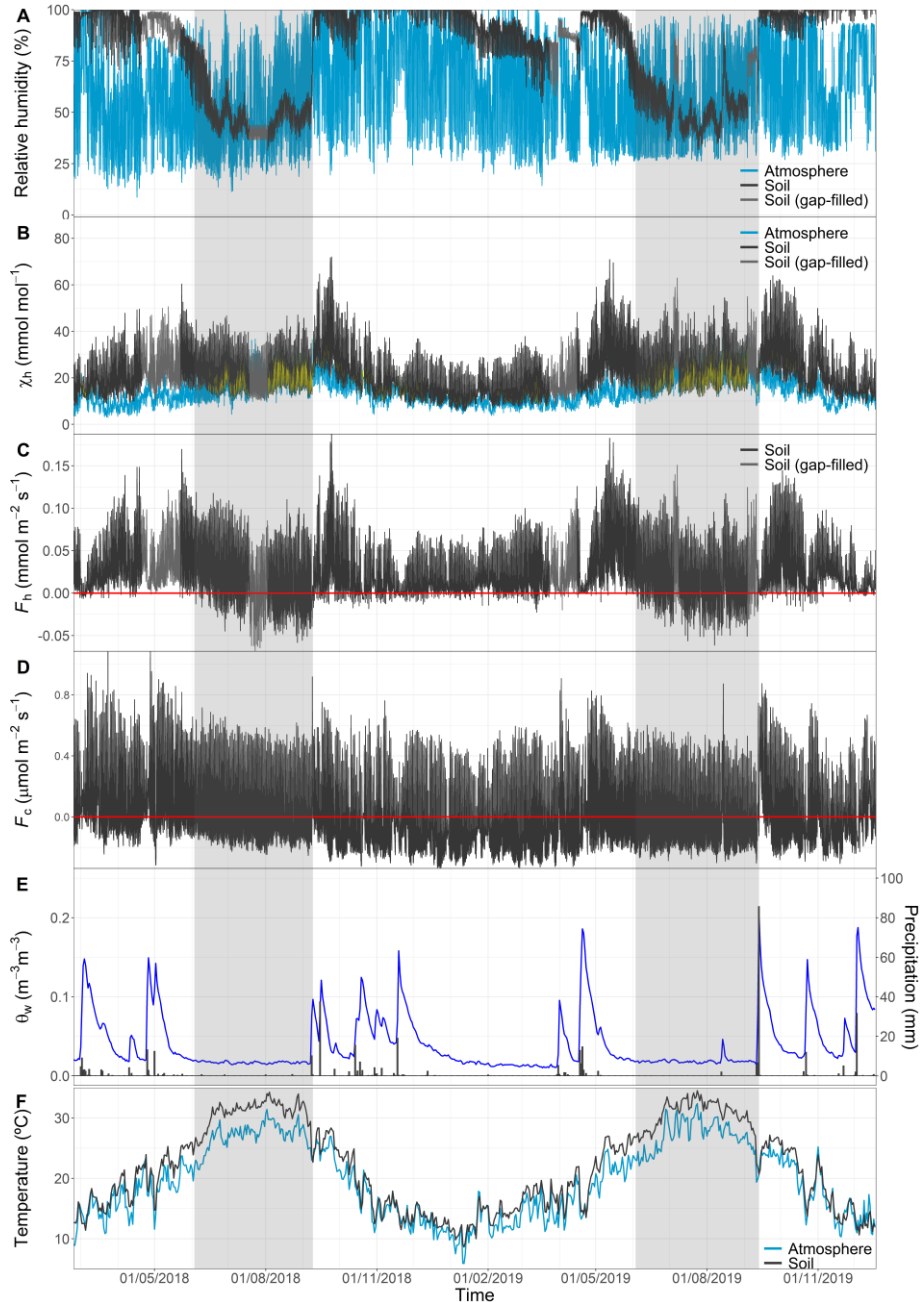 A
Relative humidity (%)
100
75
50
25
0
Atmosphere
Soil
Soil (gap-filled)
B
χh (mmol mol−1)
80
60
40
20
0
Atmosphere
Soil
Soil (gap-filled)
C
Fh (mmol m−2 s−1)
0.15
0.10
0.05
0.00
-0.05
Soil
Soil (gap-filled)
D
Fc (μmol m−2 s−1)
0.8
0.4
0.0
E
θw (m−3m−3)
0.2
0.1
0.0
100
80
60
40
20
0
Precipitation (mm)
F
Temperature (ºC)
30
20
10
Atmosphere
Soil
01/05/2018
01/08/2018
01/11/2018
01/02/2019
01/05/2019
01/08/2019
01/11/2019
Time